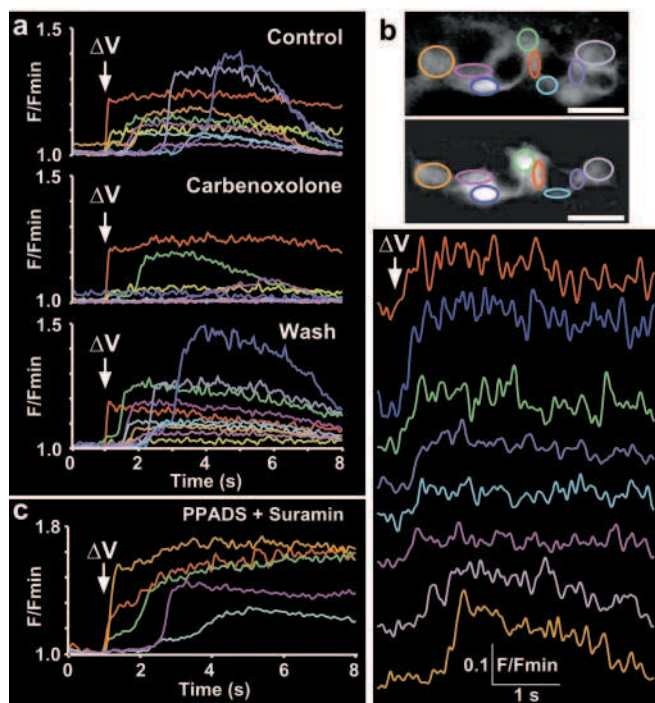 a
1.5
Control
ΔV
F/Fmin
1.0
Carbenoxolone
ΔV
F/Fmin
1.0
1.5
Wash
ΔV
F/Fmin
1.0
0 2 4 6 8
Time (s)
b
ΔV
0.1 F/Fmin
1 s
c
1.8
PPADS + Suramin
ΔV
F/Fmin
1.0
0 2 4 6 8
Time (s)